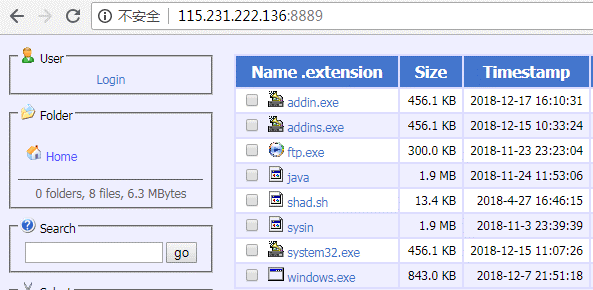 不安全 | 115.231.222.136:8889
User
Login
Folder
Home
0 folders, 8 files, 6.3 MBytes
Search
go
Name .extension Size Timestamp
addin.exe 456.1 KB 2018-12-17 16:10:31
addins.exe 456.1 KB 2018-12-15 10:33:24
ftp.exe 300.0 KB 2018-11-23 23:23:04
java 1.9 MB 2018-11-24 11:53:06
shad.sh 13.4 KB 2018-4-27 16:46:15
sysin 1.9 MB 2018-11-3 23:39:39
system32.exe 456.1 KB 2018-12-15 11:07:26
windows.exe 843.0 KB 2018-12-7 21:51:18